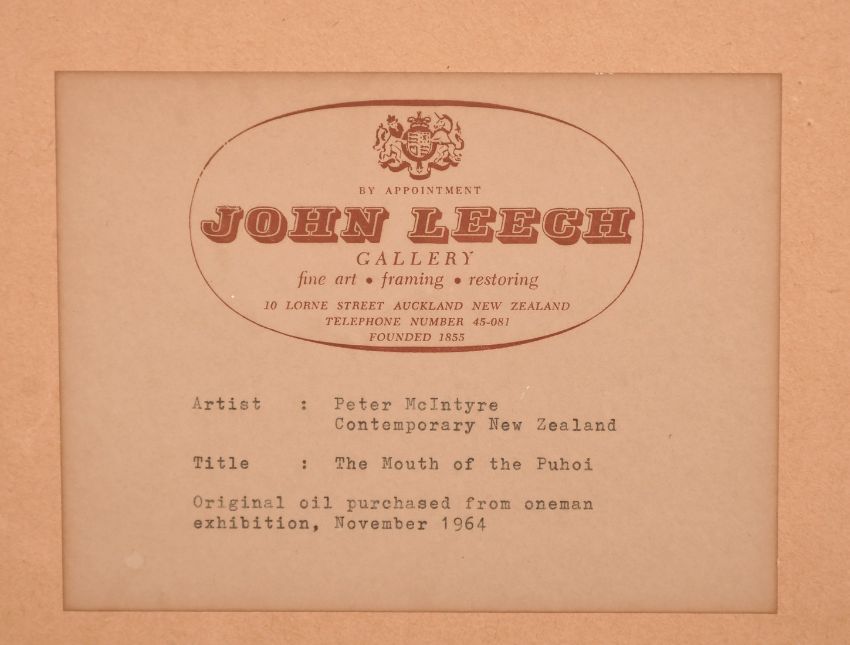 BY APPOINTMENT
JOHN LEECH
GALLERY
fine art • framing • restoring
10 LORNE STREET AUCKLAND NEW ZEALAND
TELEPHONE NUMBER 45-081
FOUNDED 1855
Artist : Peter McIntyre
Contemporary New Zealand
Title : The Mouth of the Puhoi
Original oil purchased from oneman
exhibition, November 1964